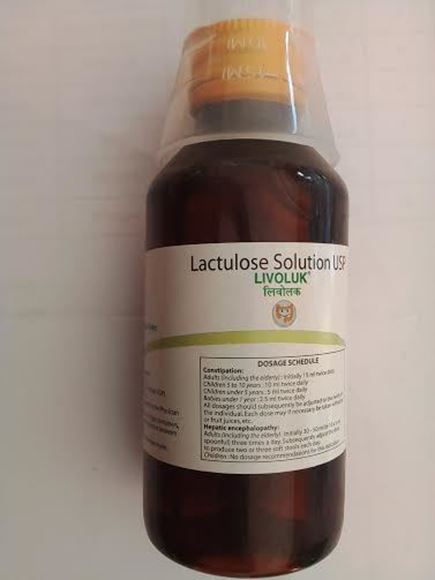 10ML
7.5ML
Lactulose Solution USP
LIVOLUK®
लिवोलक
DOSAGE SCHEDULE
Constipation:
Adults (including the elderly) : Initially 15 ml twice daily
Children 5 to 10 years : 10 ml twice daily
Children under 5 years : 5 ml twice daily
Babies under 1 year : 2.5 ml twice daily
All dosages should subsequently be adjusted to the needs of
the individual. Each dose may if necessary be taken with water
or fruit juices, etc.
Hepatic encephalopathy:
Adults (including the elderly) : Initially 30 - 50 ml
spoonful) three times a day. Subsequently adjust the dose
to produce two or three soft stools each day.
Children : No dosage recommendations for this indication